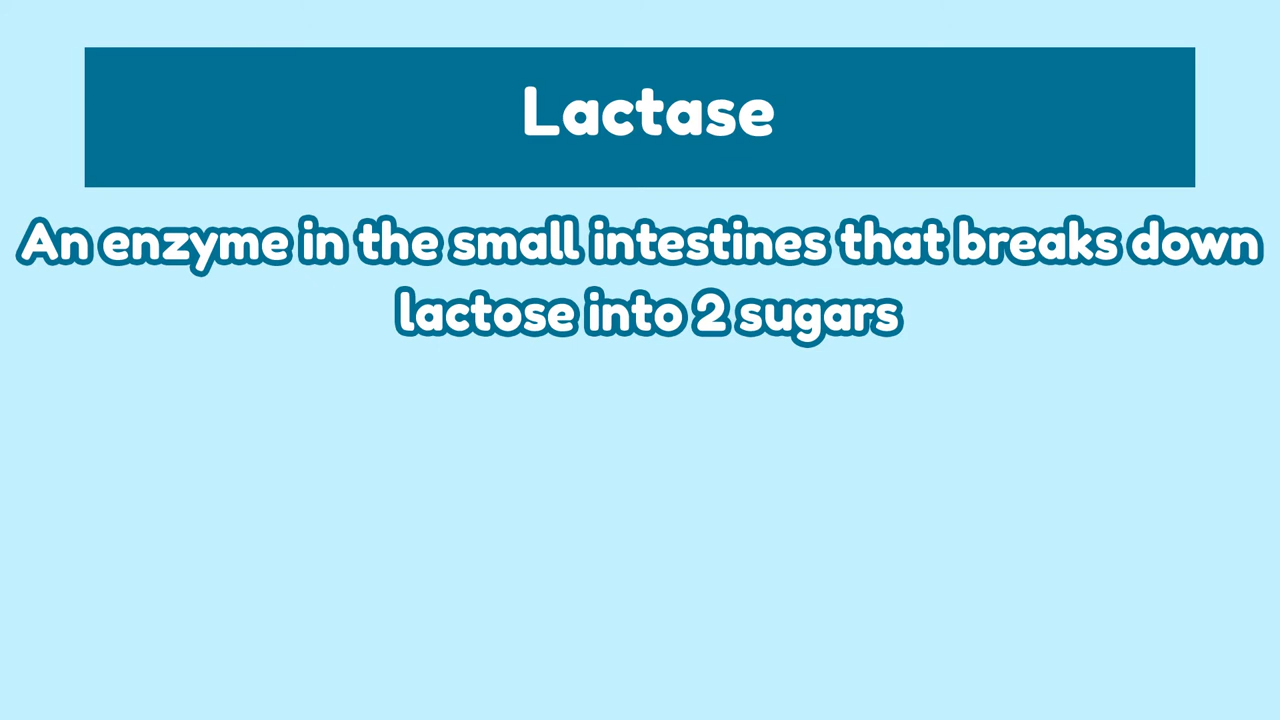 Lactase
An enzyme in the small intestines that breaks down
lactose into 2 sugars